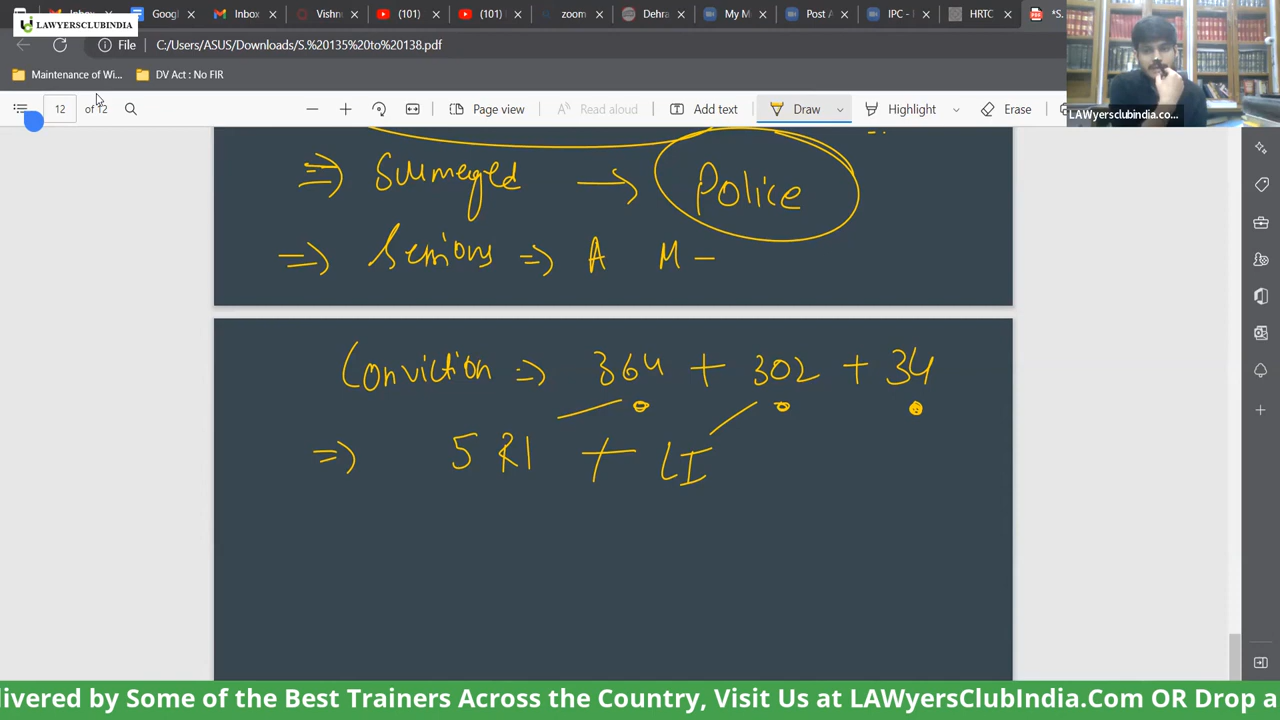 Inbox
Googl
Inbox
Vishn
(101)
(101)
Dehra
My M
Post
IPC -
HRTC
*S.
LAWYERSCLUBINDIA
File C:/Users/ASUS/Downloads/S.%20135%20to%20138.pdf
Maintenance of Wi... DV Act : No FIR
12 of 12 Page view Read aloud Add text Draw Highlight Erase
LAWyersclubindia.co...
=> → Police
=> Serious => A M -
Conviction => 364 + 302 + 34
=> 5 RI + LI
livered by Some of the Best Trainers Across the Country, Visit Us at LAWyersClubIndia.Com OR Drop a